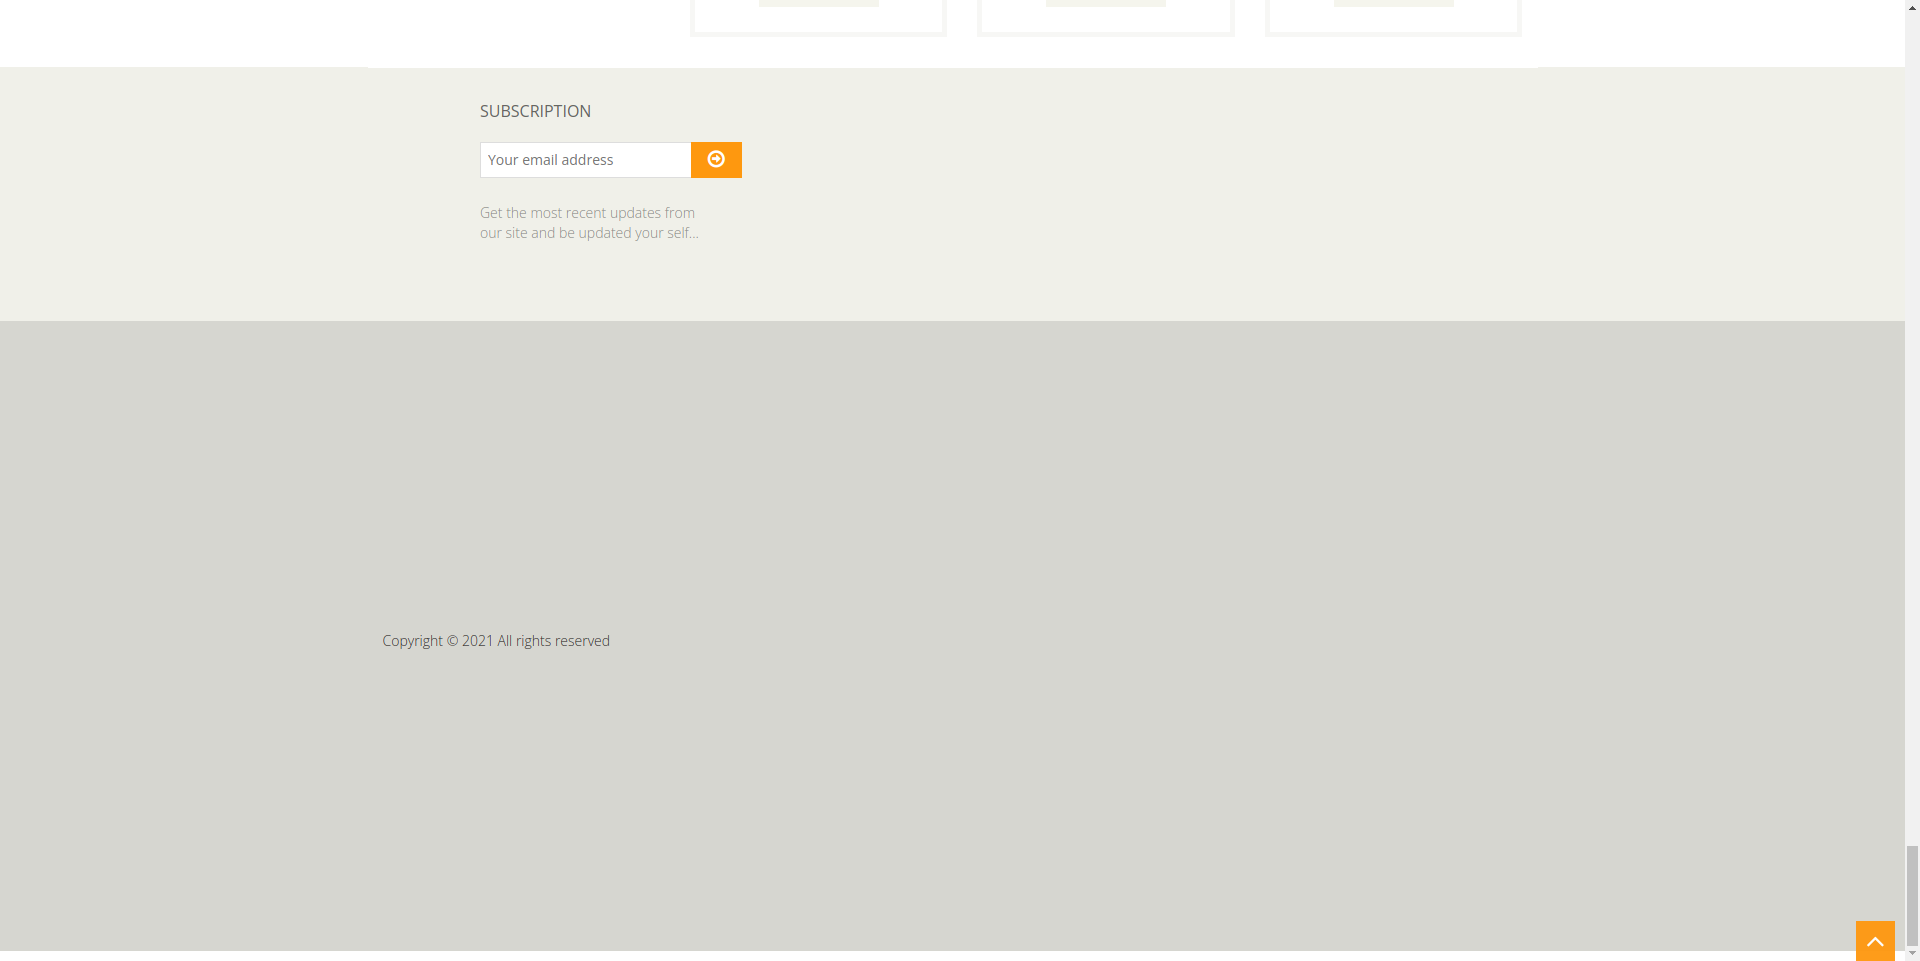 SUBSCRIPTION
Your email address
Get the most recent updates from
our site and be updated your self...
Copyright © 2021 All rights reserved